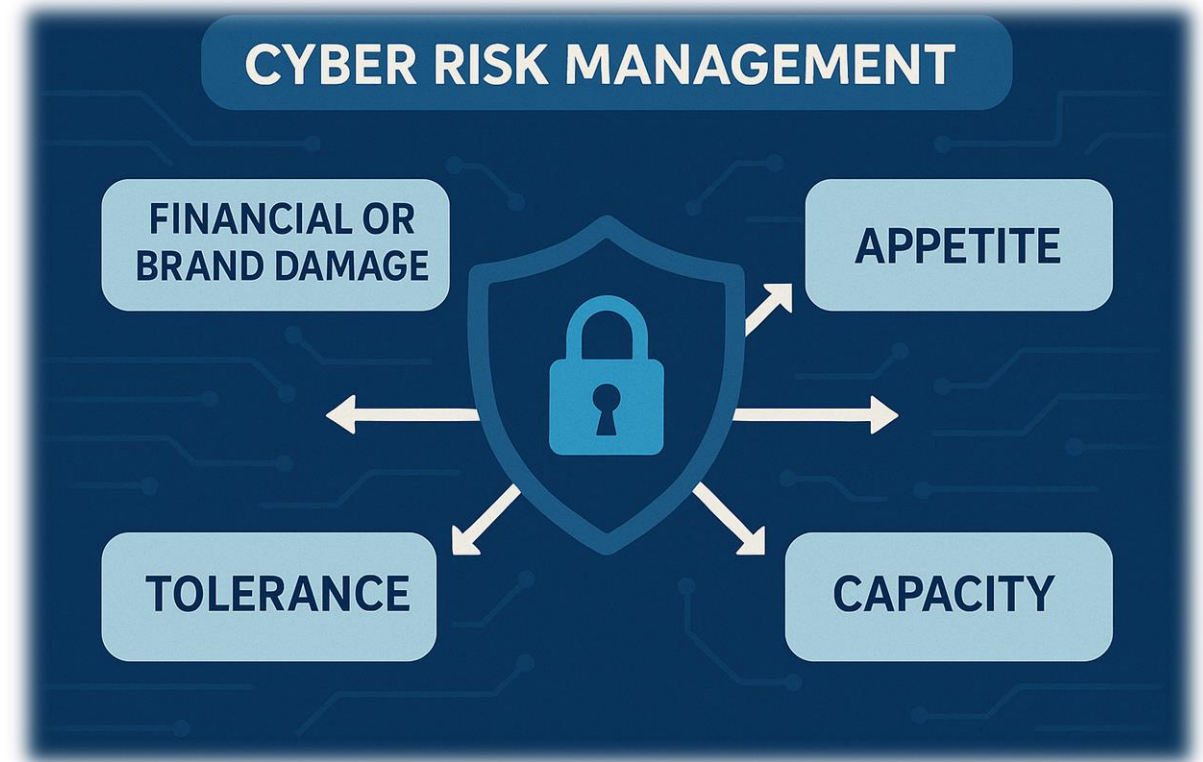 CYBER RISK MANAGEMENT
FINANCIAL OR
BRAND DAMAGE
APPETITE
TOLERANCE
CAPACITY